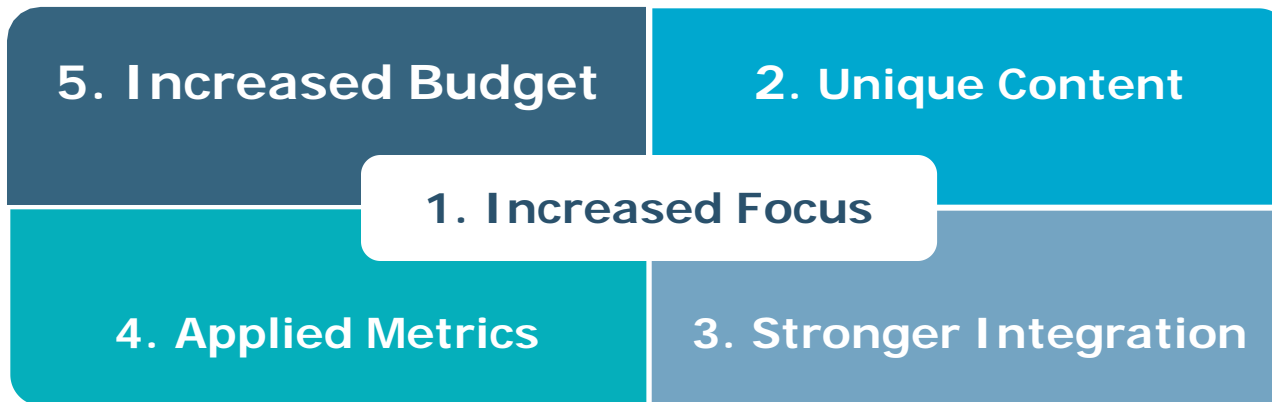 5. Increased Budget
2. Unique Content
1. Increased Focus
4. Applied Metrics
3. Stronger Integration